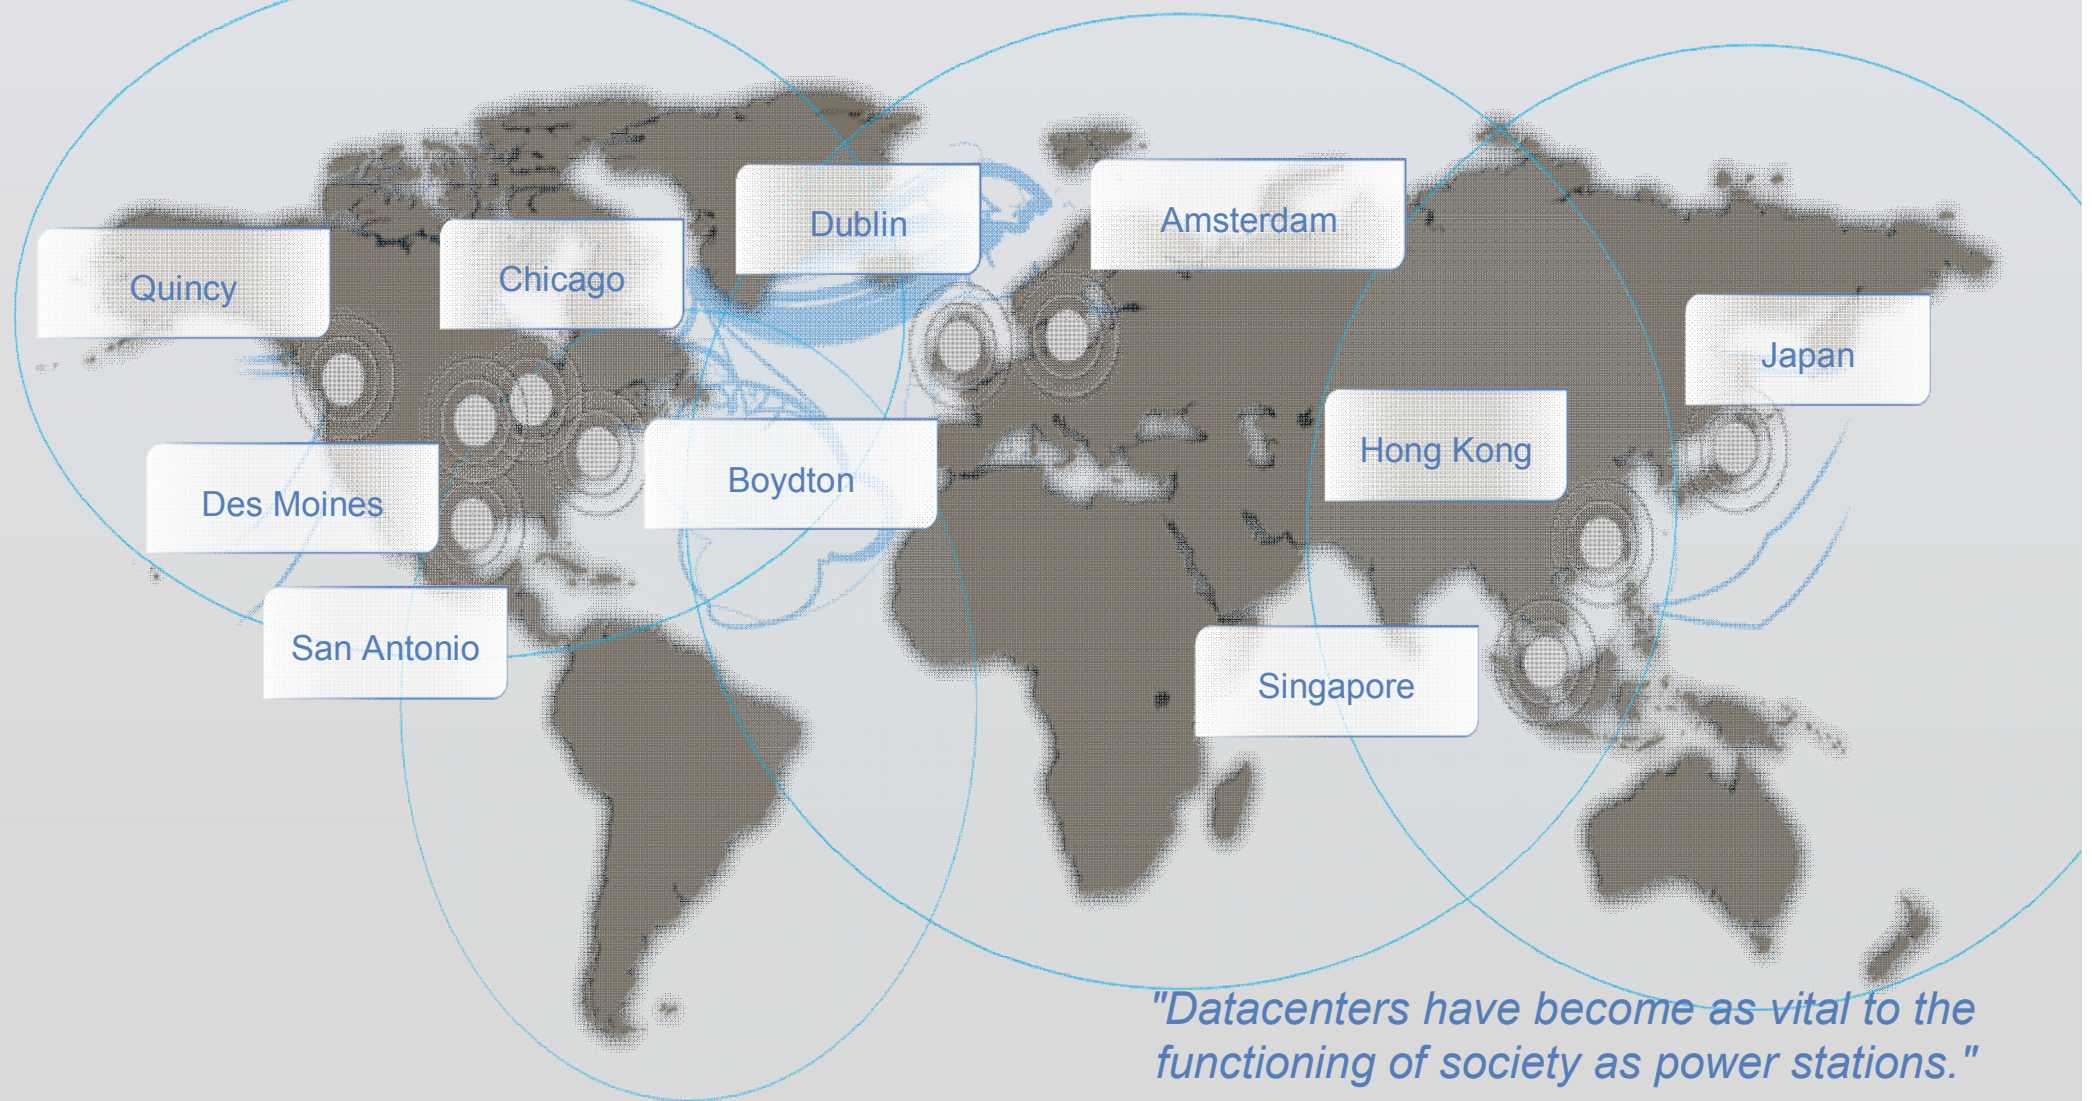 Dublin
Amsterdam
Quincy
Chicago
Japan
Hong Kong
Boydton
Des Moines
San Antonio
Singapore
"Datacenters have become as vital to the
functioning of society as power stations."